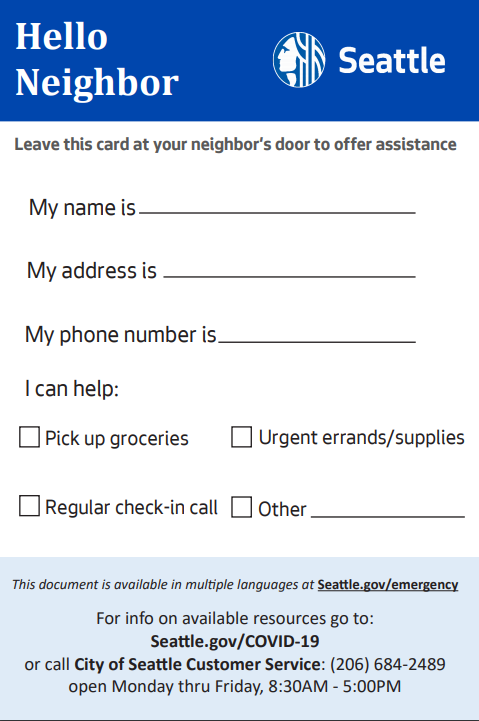 Hello
Neighbor
Seattle
Leave this card at your neighbor's door to offer assistance
My name is
My address is
My phone number is
I can help:
Pick up groceries
Urgent errands/supplies
Regular check-in call
Other
This document is available in multiple languages at Seattle.gov/emergency
For info on available resources go to:
Seattle.gov/COVID-19
or call City of Seattle Customer Service: (206) 684-2489
open Monday thru Friday, 8:30AM - 5:00PM